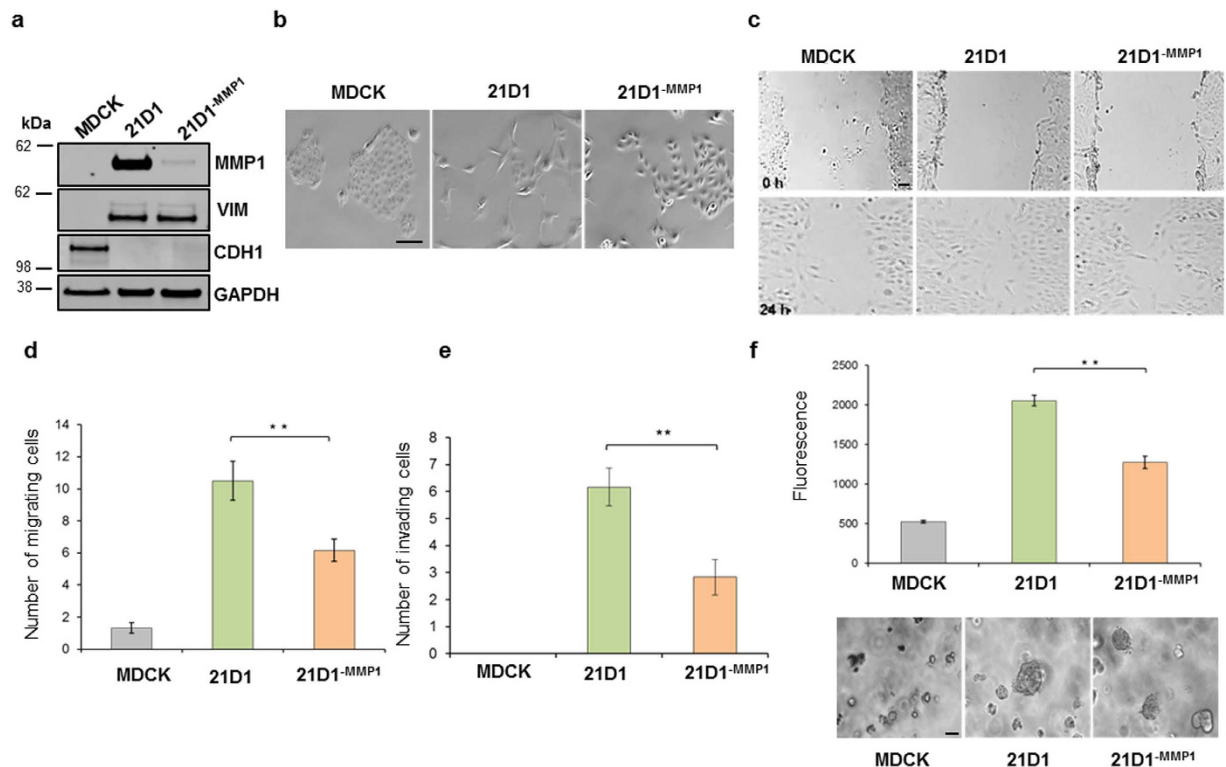 a
kDa
MDCK
21D1
21D1-MMP1
62
MMP1
62
VIM
CDH1
98
38
GAPDH
b
MDCK
21D1
21D1-MMP1
c
MDCK
21D1
21D1-MMP1
0 h
24 h
d
Number of migrating cells
14
12
10
8
6
4
2
0
* *
MDCK
21D1
21D1-MMP1
e
Number of invading cells
8
7
6
5
4
3
2
1
0
**
MDCK
21D1
21D1-MMP1
f
Fluorescence
2500
2000
1500
1000
500
0
* *
MDCK
21D1
21D1-MMP1
MDCK
21D1
21D1-MMP1